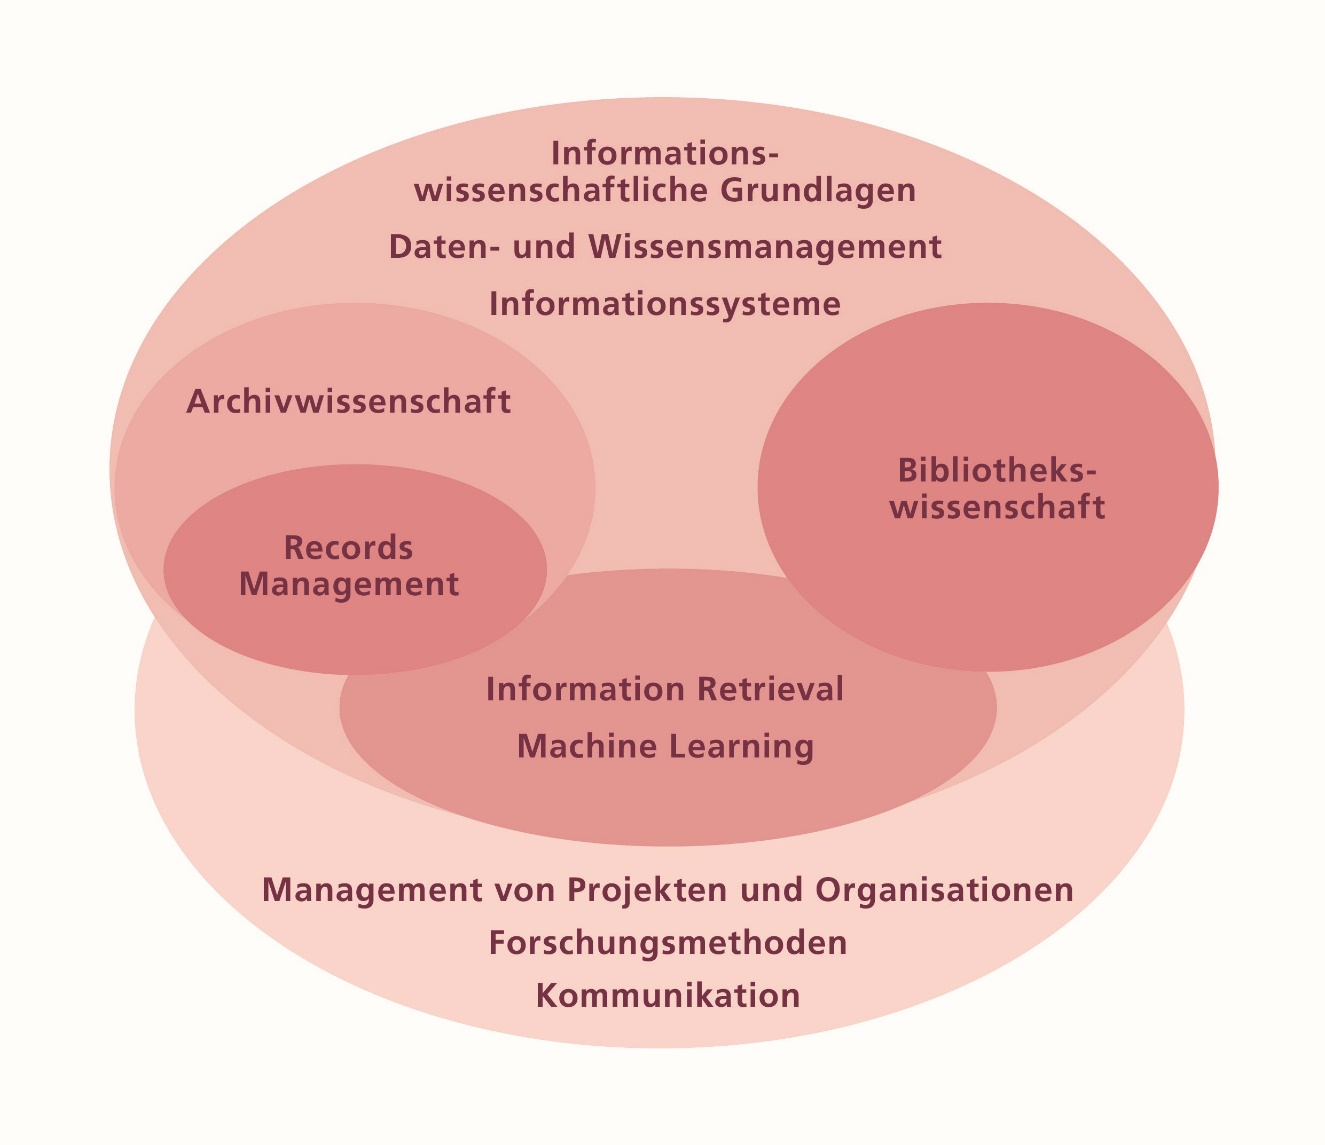 Informations-
wissenschaftliche Grundlagen
Daten- und Wissensmanagement
Informationssysteme
Archivwissenschaft
Records
Management
Bibliotheks-
wissenschaft
Information Retrieval
Machine Learning
Management von Projekten und Organisationen
Forschungsmethoden
Kommunikation